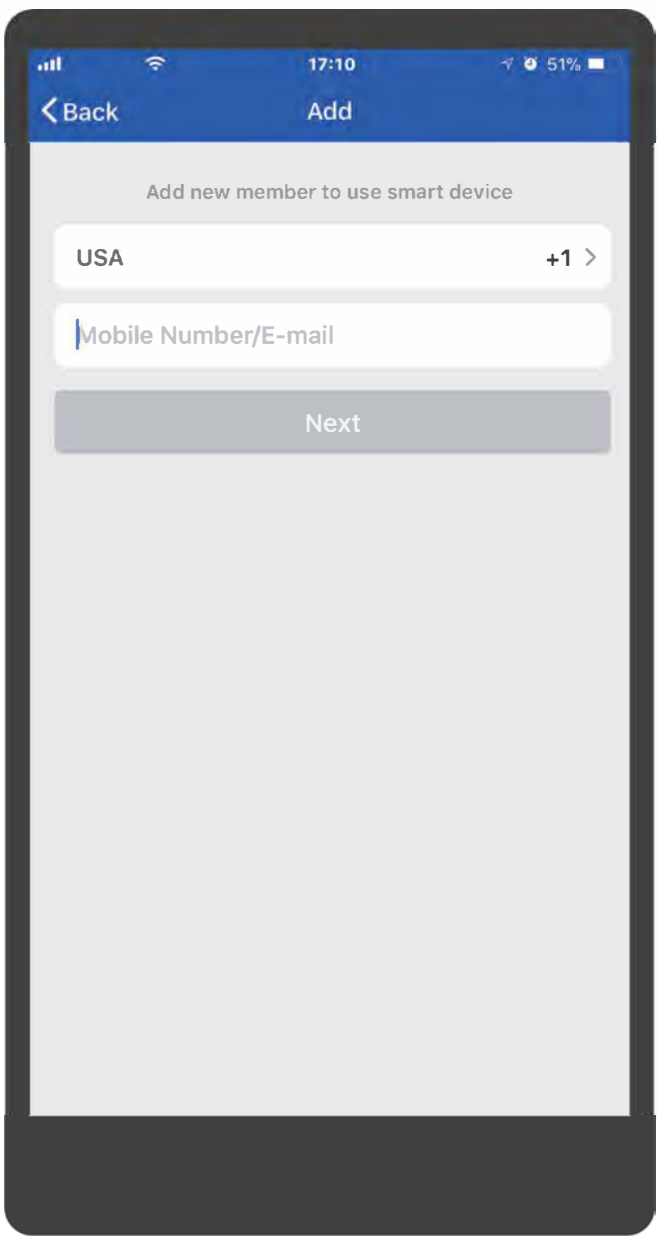 17:10 51%
Back Add
Add new member to use smart device
USA +1
Mobile Number/E-mail
Next